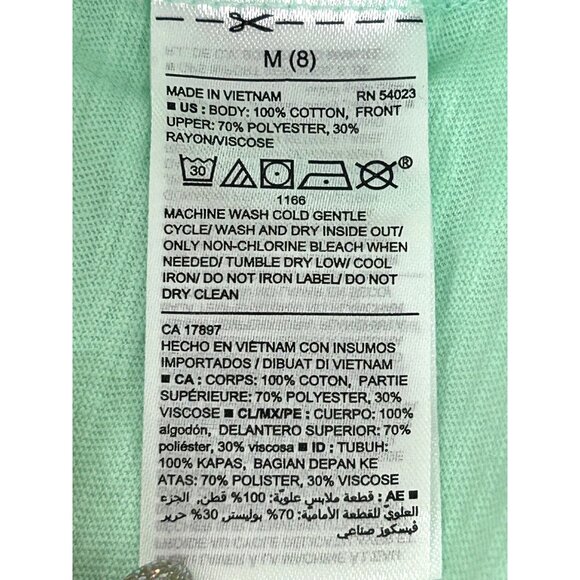 M (8)
MADE IN VIETNAM RN 54023
■ US : BODY: 100% COTTON, FRONT
UPPER: 70% POLYESTER, 30%
RAYON/VISCOSE
30 ®
1166
MACHINE WASH COLD GENTLE
CYCLE/ WASH AND DRY INSIDE OUT/
ONLY NON-CHLORINE BLEACH WHEN
NEEDED/ TUMBLE DRY LOW/ COOL
IRON/ DO NOT IRON LABEL/ DO NOT
DRY CLEAN
CA 17897
HECHO EN VIETNAM CON INSUMOS
IMPORTADOS / DIBUAT DI VIETNAM
■ CA : CORPS: 100% COTON, PARTIE
SUPÉRIEURE: 70% POLYESTER, 30%
VISCOSE ■ CL/MX/PE : CUERPO: 100%
algodón, DELANTERO SUPERIOR: 70%
poliéster, 30% viscosa ■ ID : TUBUH:
100% KAPAS, BAGIAN DEPAN KE
ATAS: 70% POLISTER, 30% VISCOSE
■ AE : قطعة ملابس علويّة: 100% قطن, الجزء
العلويّ للقطعة الأماميّة: 70% بوليستر, 30% حرير
ڤيسكوز صناعي